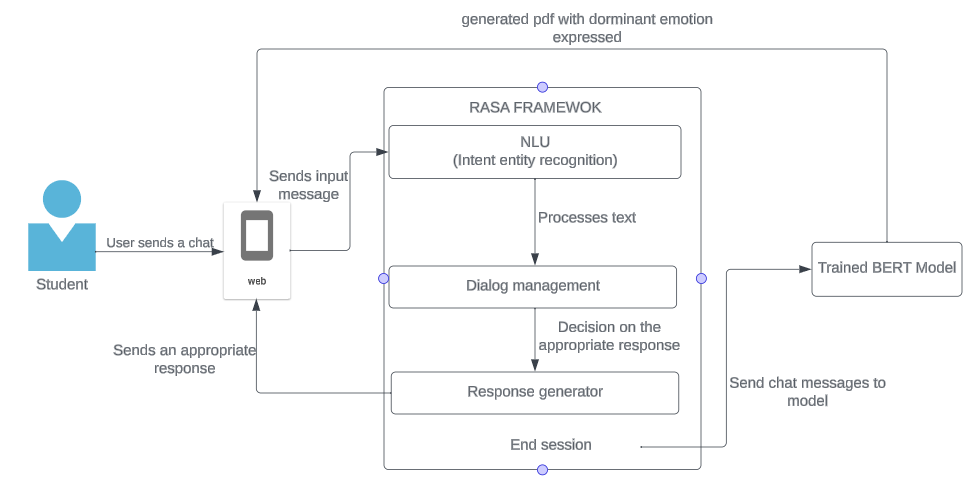 generated pdf with dorminant emotion
expressed
RASA FRAMEWOK
NLU
(Intent entity recognition)
Sends input
message
Processes text
User sends a chat
web
Student
Dialog management
Trained BERT Model
Decision on the
appropriate response
Sends an appropriate
response
Response generator
Send chat messages to
model
End session